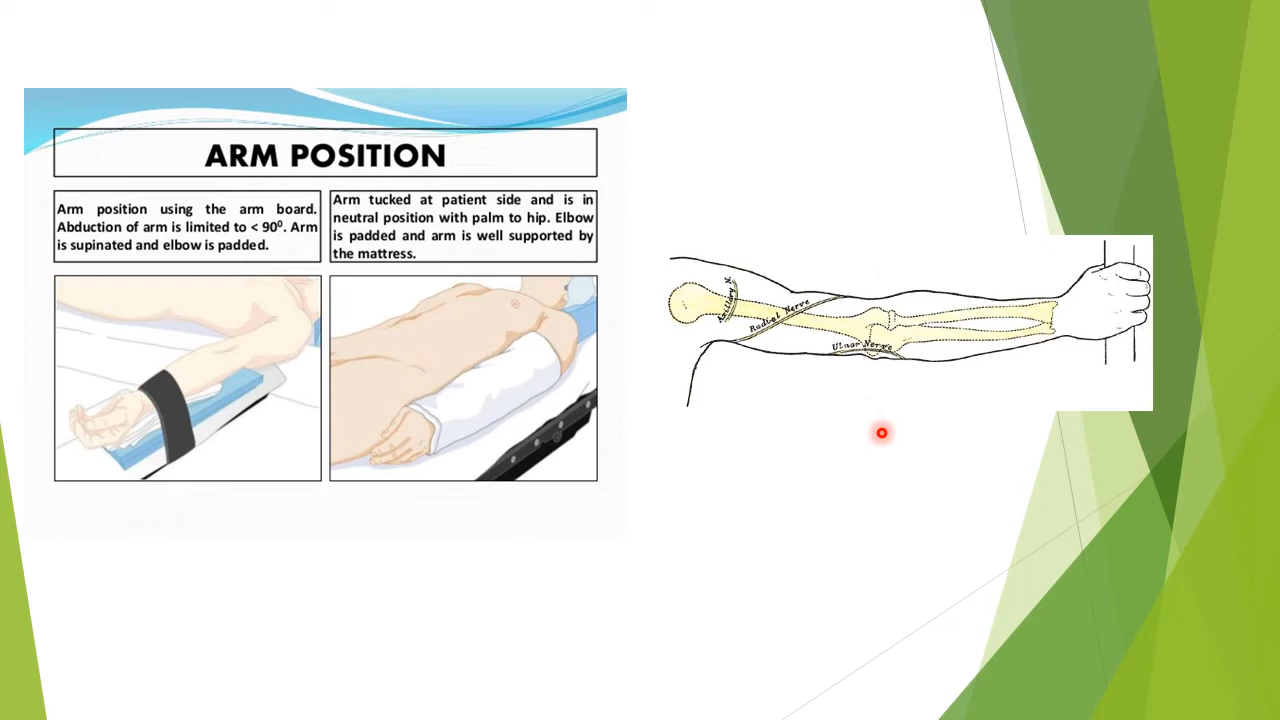 ARM POSITION
Arm position using the arm board.
Abduction of arm is limited to < 90⁰. Arm
is supinated and elbow is padded.
Arm tucked at patient side and is in
neutral position with palm to hip. Elbow
is padded and arm is well supported by
the mattress.
Axillary N.
Radial Nerve
Ulnar Nerve